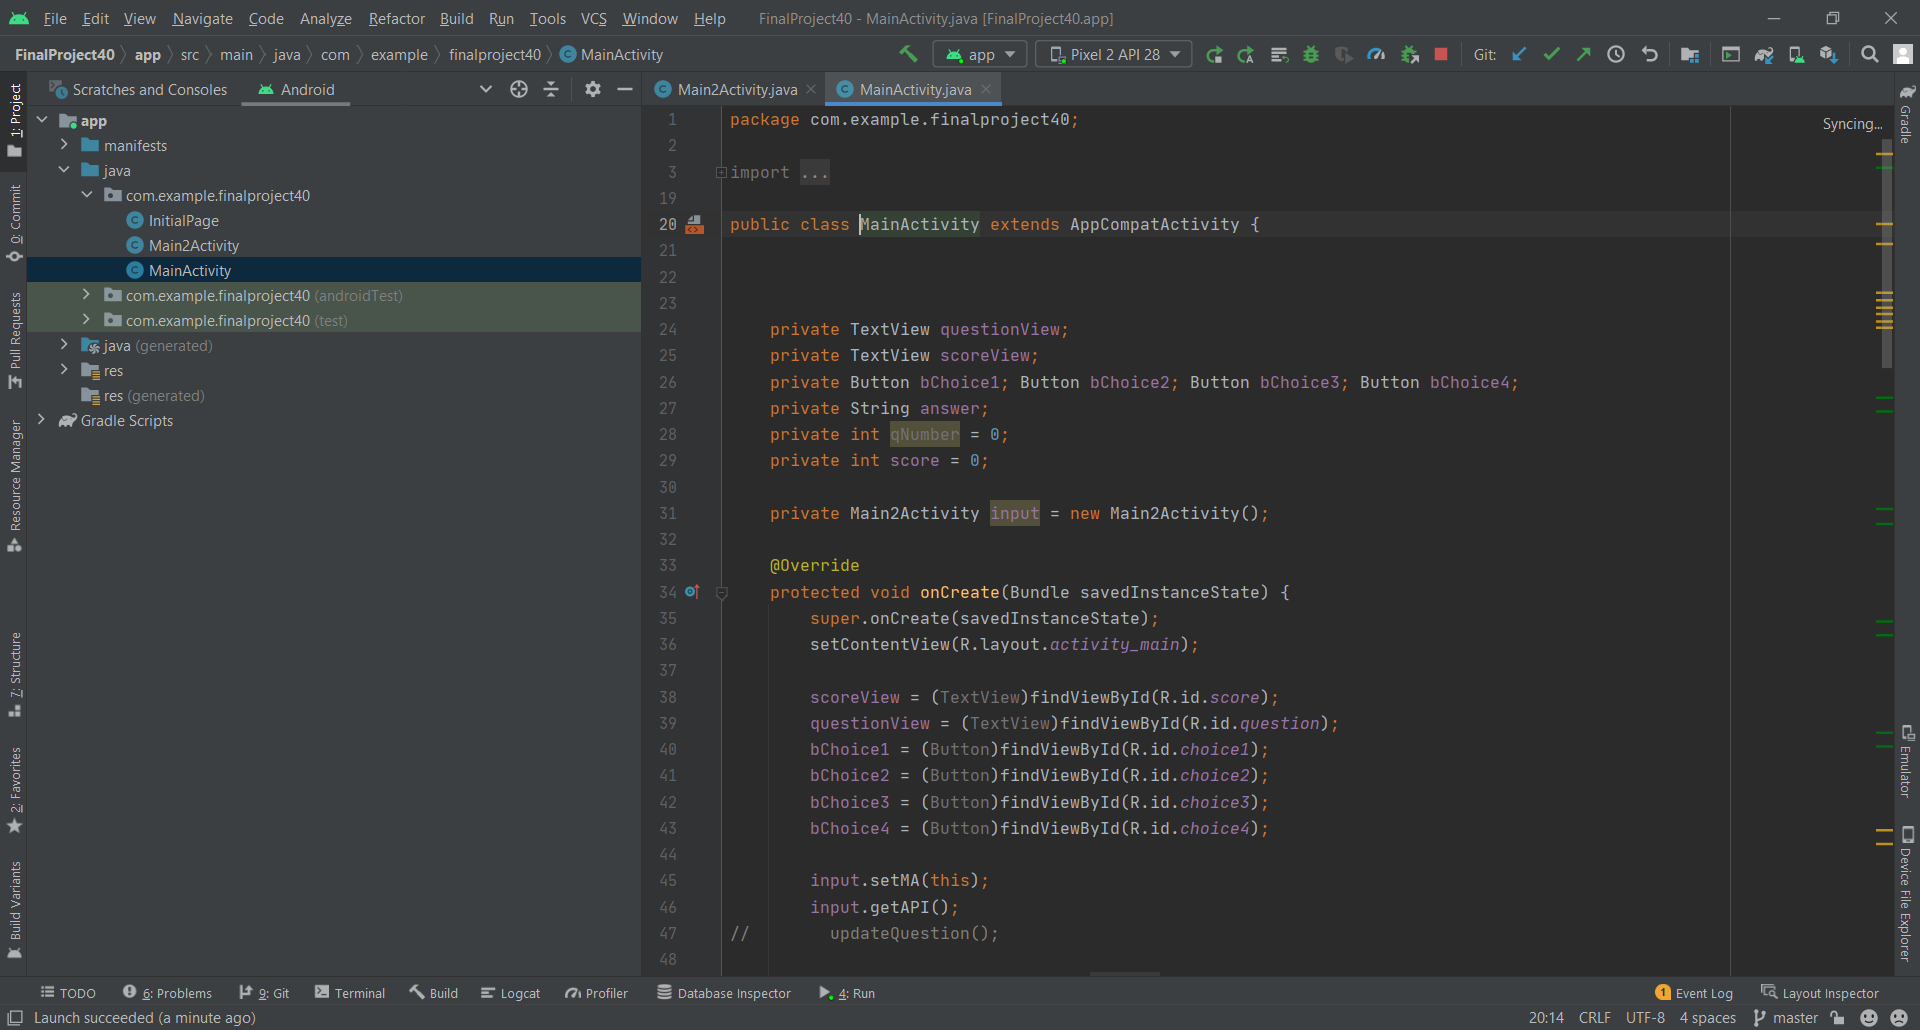 File Edit View Navigate Code Analyze Refactor Build Run Tools VCS Window Help FinalProject40 - MainActivity.java [FinalProject40.app]
FinalProject40 app src main java com example finalproject40 MainActivity app Pixel 2 API 28 Git:
Scratches and Consoles Android
Main2Activity.java MainActivity.java
1: Project
0: Commit
Pull Requests
Resource Manager
7: Structure
2: Favorites
Build Variants
app
manifests
java
com.example.finalproject40
InitialPage
Main2Activity
MainActivity
com.example.finalproject40 (androidTest)
com.example.finalproject40 (test)
java (generated)
res
res (generated)
Gradle Scripts
1 package com.example.finalproject40;
2
3 import ...
19
20 public class MainActivity extends AppCompatActivity {
21
22
23
24 private TextView questionView;
25 private TextView scoreView;
26 private Button bChoice1; Button bChoice2; Button bChoice3; Button bChoice4;
27 private String answer;
28 private int qNumber = 0;
29 private int score = 0;
30
31 private Main2Activity input = new Main2Activity();
32
33 @Override
34 protected void onCreate(Bundle savedInstanceState) {
35 super.onCreate(savedInstanceState);
36 setContentView(R.layout.activity_main);
37
38 scoreView = (TextView)findViewById(R.id.score);
39 questionView = (TextView)findViewById(R.id.question);
40 bChoice1 = (Button)findViewById(R.id.choice1);
41 bChoice2 = (Button)findViewById(R.id.choice2);
42 bChoice3 = (Button)findViewById(R.id.choice3);
43 bChoice4 = (Button)findViewById(R.id.choice4);
44
45 input.setMA(this);
46 input.getAPI();
47 // updateQuestion();
48
Syncing...
Gradle
Emulator
Device File Explorer
TODO 6: Problems 9: Git Terminal Build Logcat Profiler Database Inspector 4: Run 1 Event Log Layout Inspector
Launch succeeded (a minute ago) 20:14 CRLF UTF-8 4 spaces master